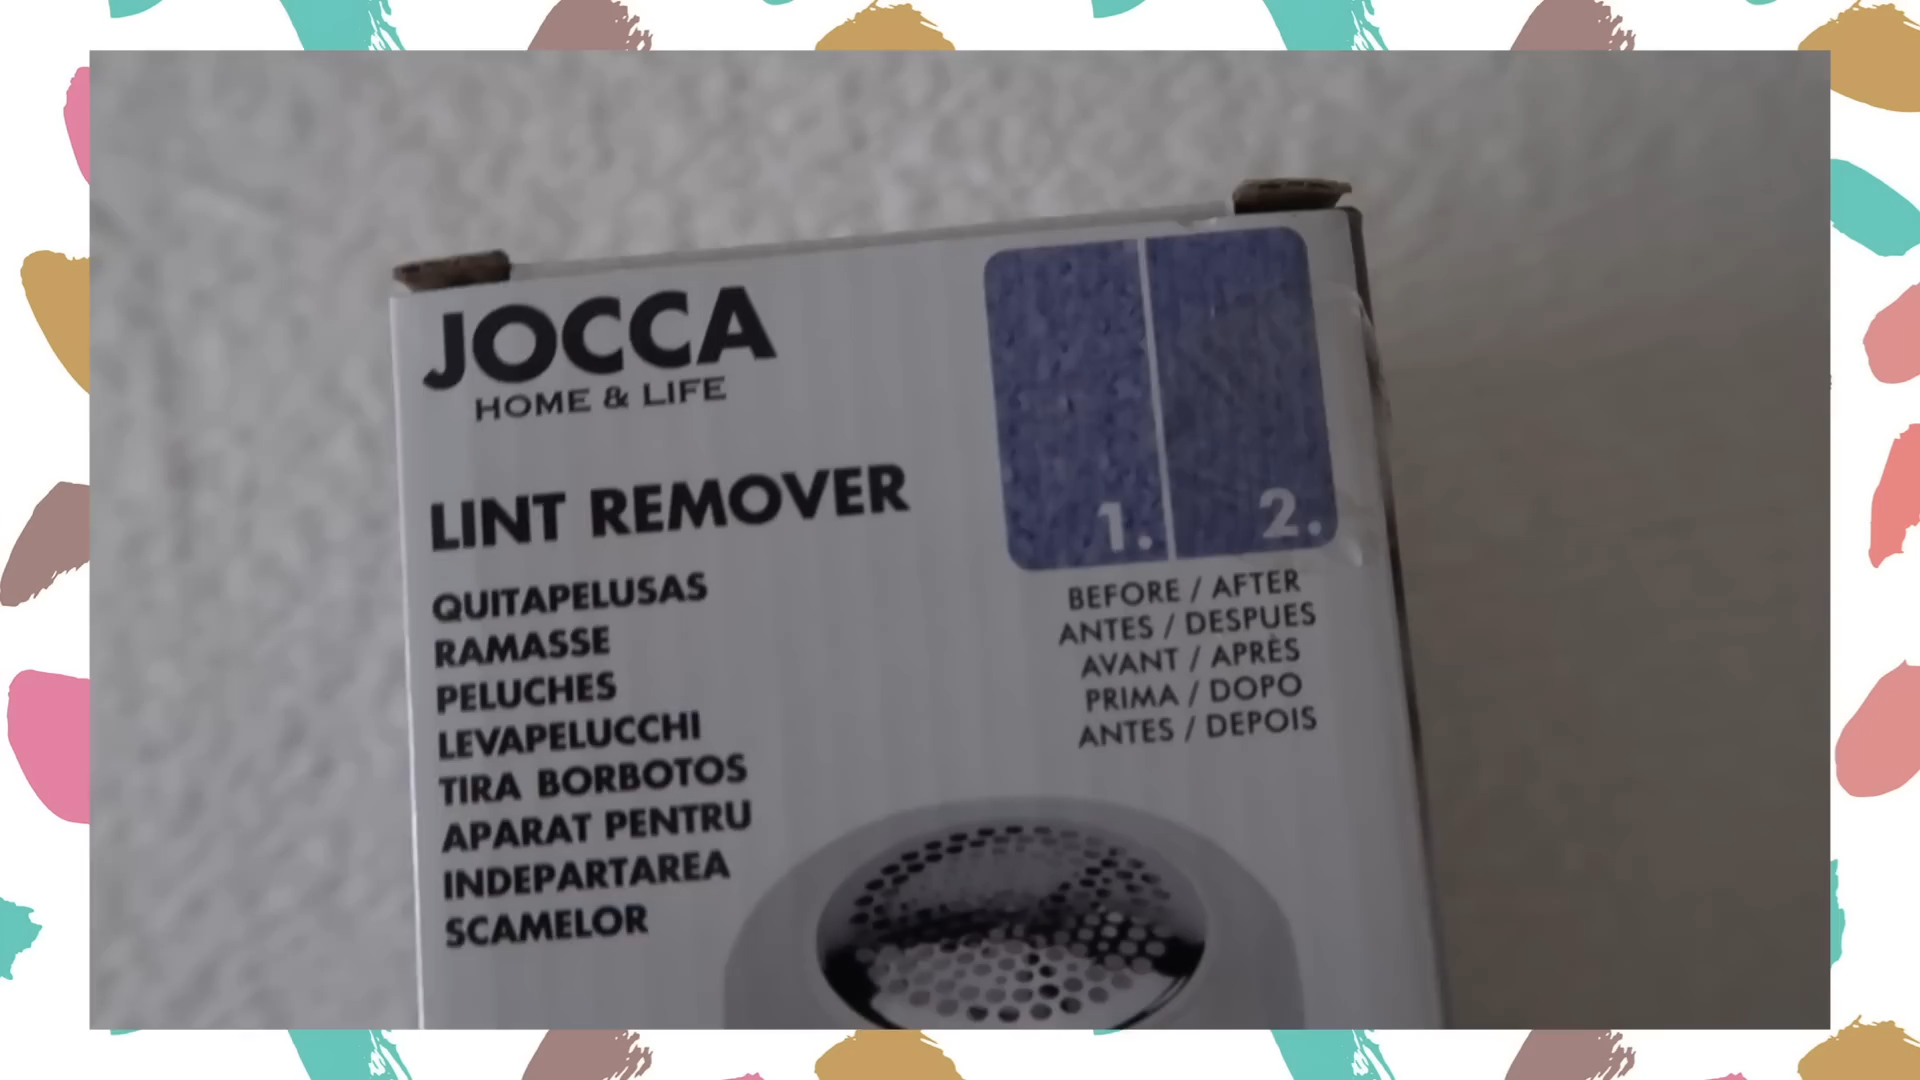 JOCCA
HOME & LIFE
LINT REMOVER
QUITAPELUSAS
RAMASSE
PELUCHES
LEVAPELUCCHI
TIRA BORBOTOS
APARAT PENTRU
INDEPARTAREA
SCAMELOR
1. 2.
BEFORE / AFTER
ANTES / DESPUES
AVANT / APRÈS
PRIMA / DOPO
ANTES / DEPOIS